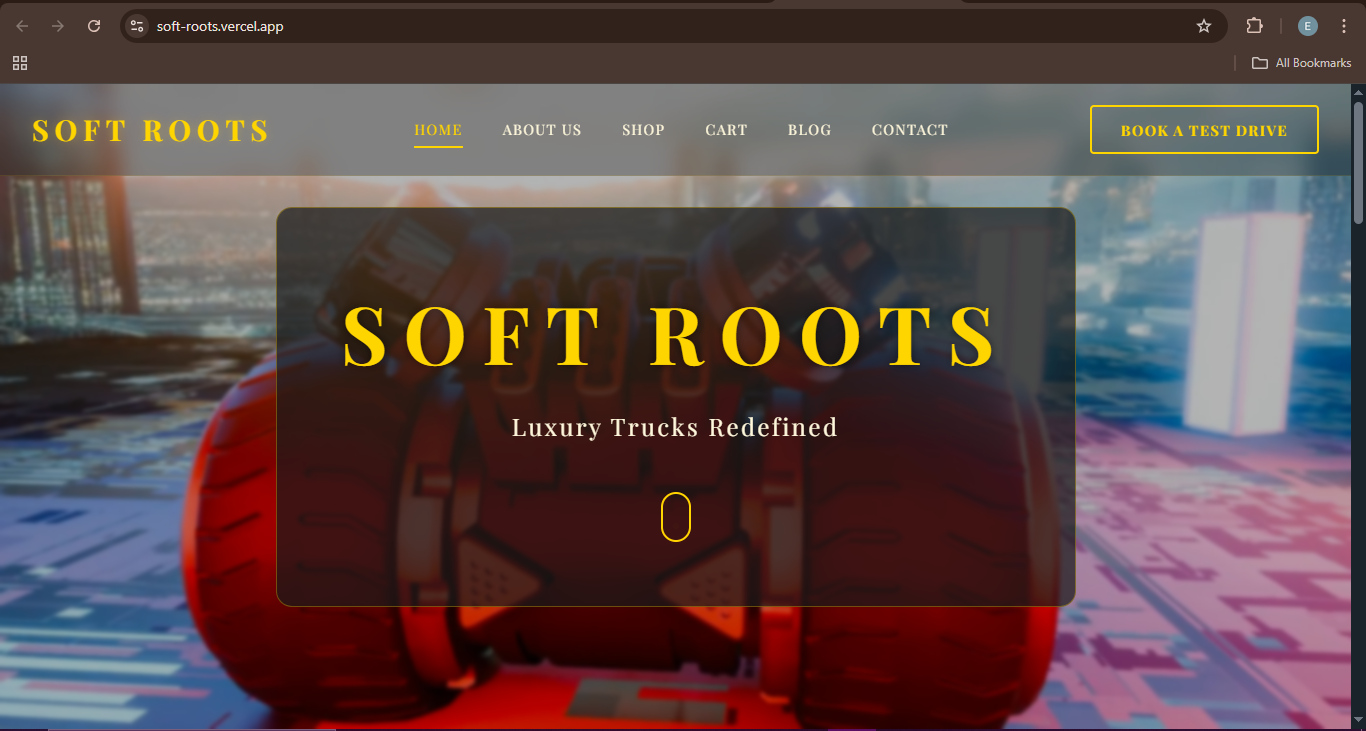 soft-roots.vercel.app
E
All Bookmarks
SOFT ROOTS
HOME
ABOUT US
SHOP
CART
BLOG
CONTACT
BOOK A TEST DRIVE
SOFT ROOTS
Luxury Trucks Redefined